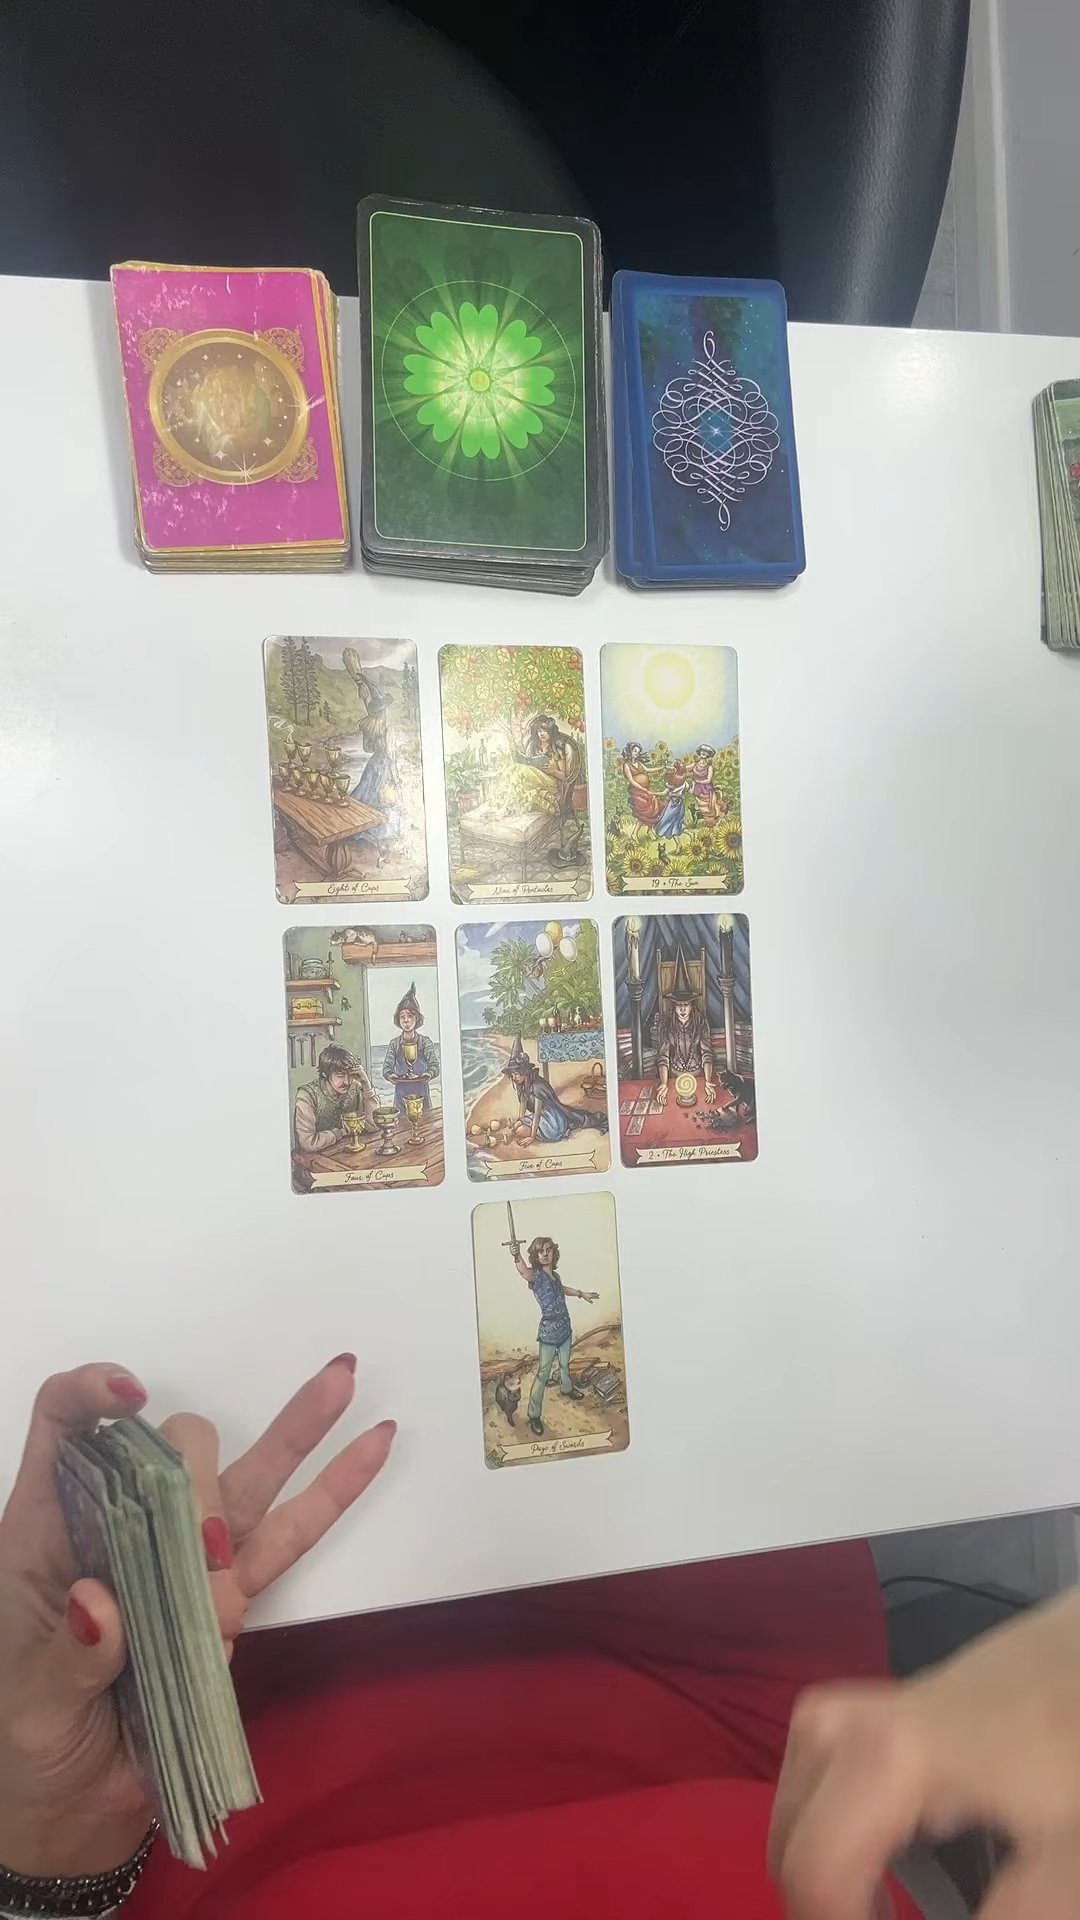 Eight of Cups
Nine of Pentacles
19 • The Sun
Four of Cups
Five of Cups
2 • The High Priestess
Page of Swords